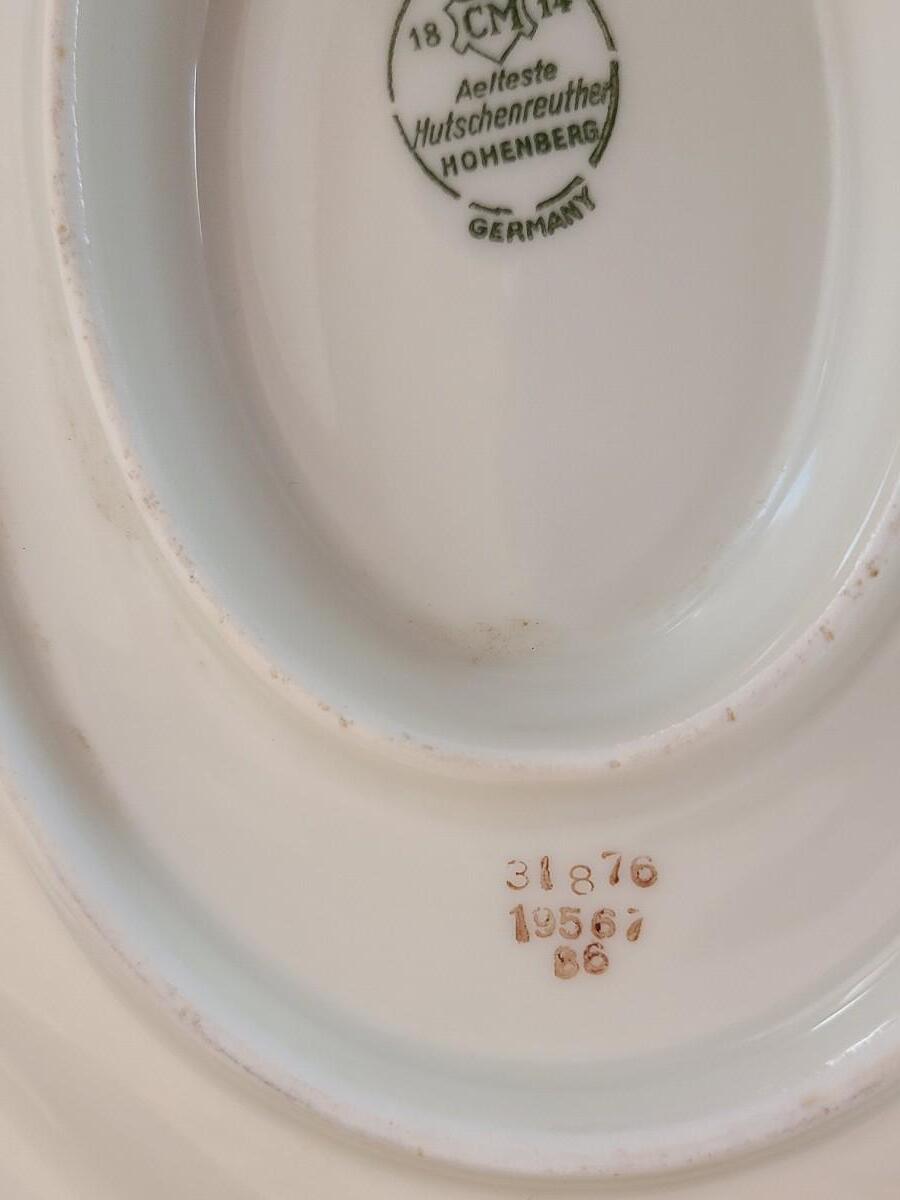 18 CM 14
Aelteste
Hutschenreuther
HOHENBERG
GERMANY
31876
19567
86